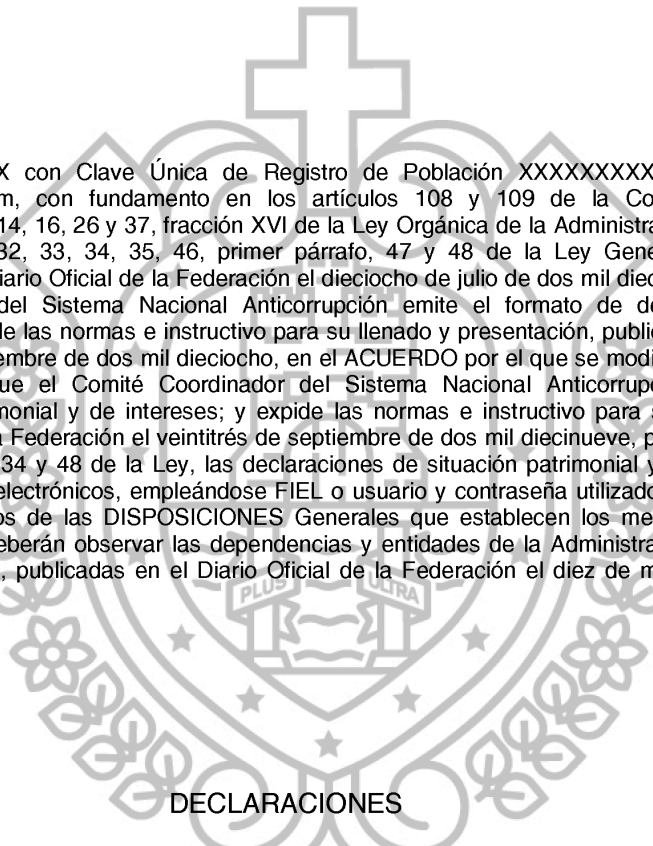 X con Clave Única de Registro de Población XXXXXXXXX
m, con fundamento en los artículos 108 y 109 de la Co
14, 16, 26 y 37, fracción XVI de la Ley Orgánica de la Administra
32, 33, 34, 35, 46, primer párrafo, 47 y 48 de la Ley Gene
iario Oficial de la Federación el dieciocho de julio de dos mil diec
del Sistema Nacional Anticorrupción emite el formato de de
de las normas e instructivo para su llenado y presentación, public
embre de dos mil dieciocho, en el ACUERDO por el que se modi
ue el Comité Coordinador del Sistema Nacional Anticorrup
monial y de intereses; y expide las normas e instructivo para s
a Federación el veintitrés de septiembre de dos mil diecinueve, p
34 y 48 de la Ley, las declaraciones de situación patrimonial y
electrónicos, empleándose FIEL o usuario y contraseña utilizado
os de las DISPOSICIONES Generales que establecen los me
eberán observar las dependencias y entidades de la Administra
, publicadas en el Diario Oficial de la Federación el diez de m
PLUS ULTRA
DECLARACIONES